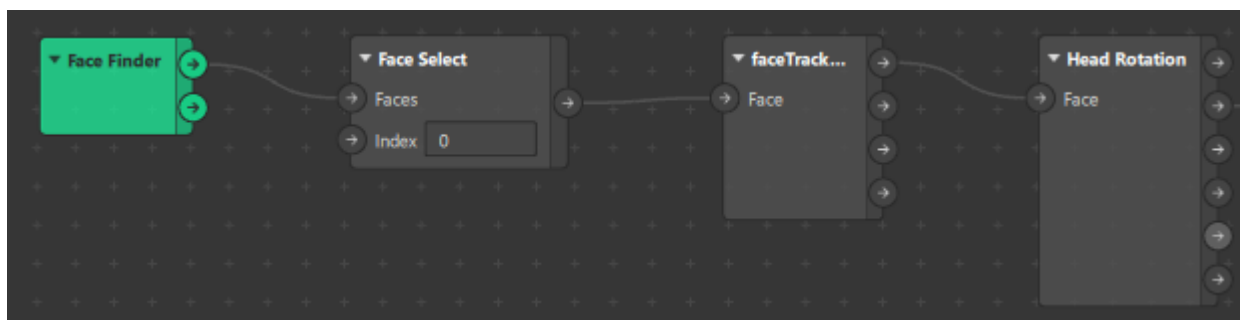 Face Finder
Face Select
Faces
Index 0
faceTrack...
Face
Head Rotation
Face